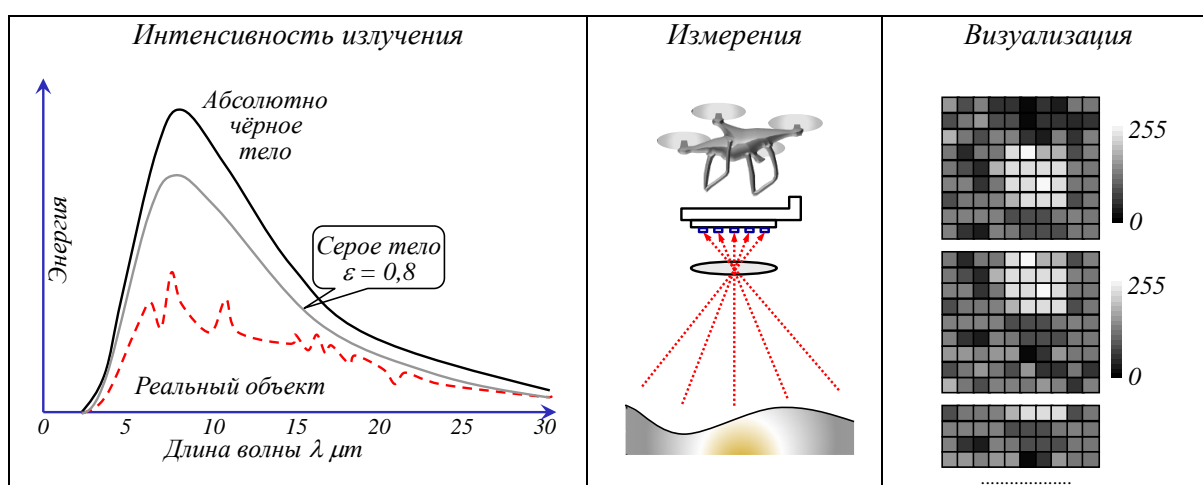 Интенсивность излучения
Абсолютно
чёрное
тело
Энергия
Серое тело
ε = 0,8
Реальный объект
0 5 10 15 20 25 30
Длина волны λ μm
Измерения
Визуализация
255
0
255
0
....................